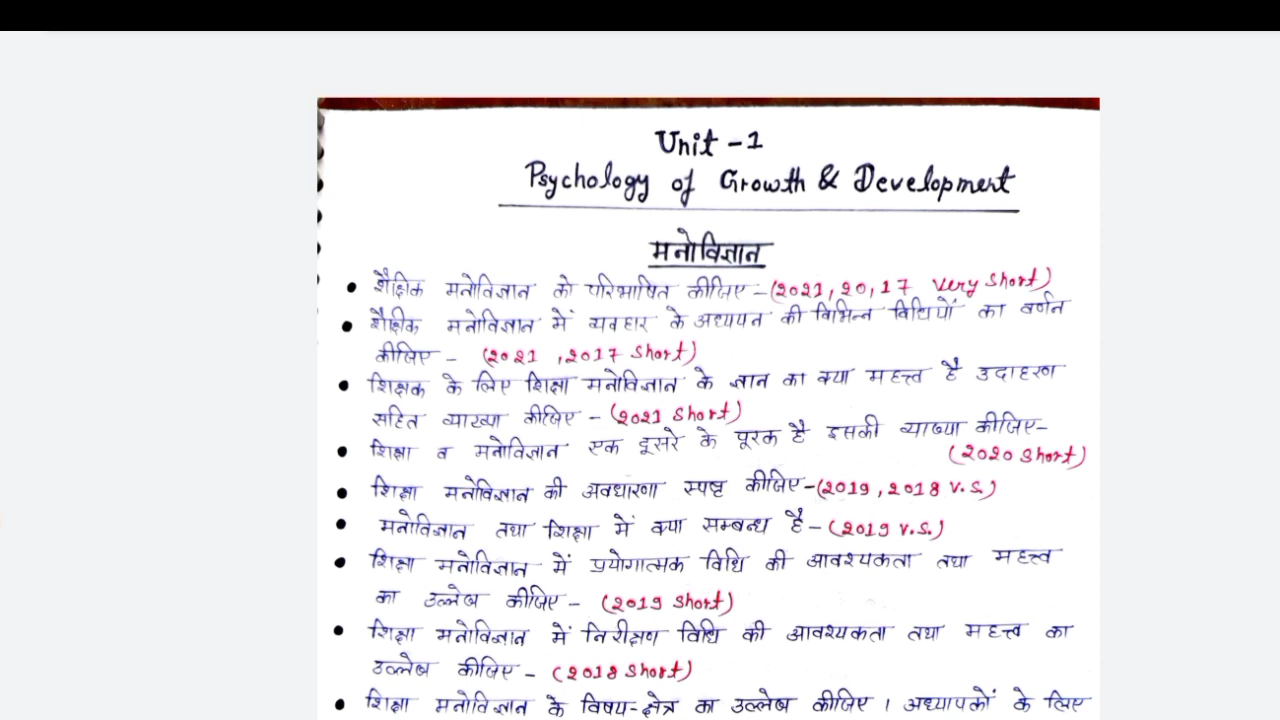 Unit - 1
Psychology of Growth & Development
मनोविज्ञान
• शैक्षिक मनोविज्ञान को परिभाषित कीजिए - (2021, 20, 17 Very Short)
• शैक्षिक मनोविज्ञान में व्यवहार के अध्ययन की विभिन्न विधियों का वर्णन
कीजिए - (2021, 2017 Short)
• शिक्षक के लिए शिक्षा मनोविज्ञान के ज्ञान का क्या महत्त्व है उदाहरण
सहित व्याख्या कीजिए - (2021 Short)
• शिक्षा व मनोविज्ञान एक दूसरे के पूरक है इसकी व्याख्या कीजिए-
(2020 Short)
• शिक्षा मनोविज्ञान की अवधारणा स्पष्ट कीजिए - (2019, 2018 V.S.)
• मनोविज्ञान तथा शिक्षा में क्या सम्बन्ध है - (2019 V.S.)
• शिक्षा मनोविज्ञान में प्रयोगात्मक विधि की आवश्यकता तथा महत्त्व
का उल्लेख कीजिए - (2019 Short)
• शिक्षा मनोविज्ञान में निरीक्षण विधि की आवश्यकता तथा महत्त्व का
उल्लेख कीजिए - (2018 Short)
• शिक्षा मनोविज्ञान के विषय-क्षेत्र का उल्लेख कीजिए । अध्यापकों के लिए